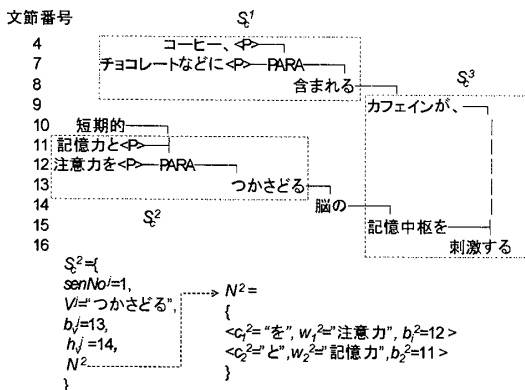 文節番号 S_c^1
4 コーヒー、<P>
7 チョコレートなどに<P> PARA
8 含まれる S_c^3
9 カフェインが、
10 短期的
11 記憶力と<P>
12 注意力を<P> PARA
13 つかさどる
14 脳の
15 S_c^2 記憶中枢を
16 刺激する
S_c^2={
senNo^j=1,
V^j="つかさどる",
b_v^j=13,
h_v^j=14,
N^2
}
N^2=
{
<c_1^2="を", w_1^2="注意力", b_i^2=12>
<c_2^2="と",w_2^2="記憶力",b_2^2=11>
}